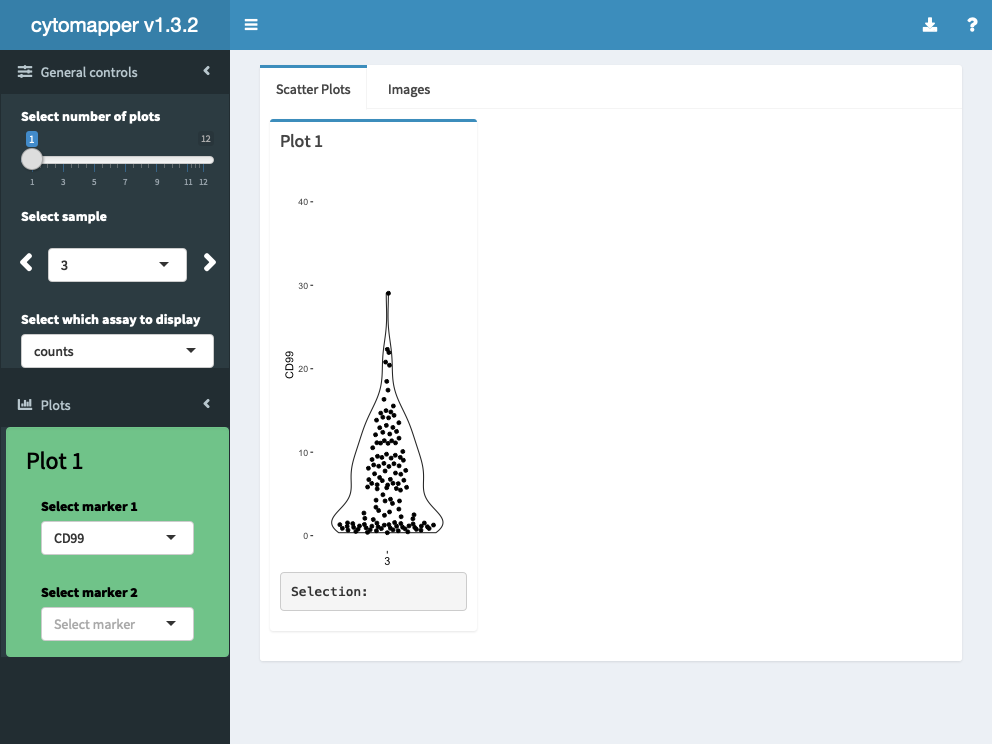 cytomapper v1.3.2
?
General controls
Select number of plots
1 12
1 3 5 7 9 11 12
Select sample
3
Select which assay to display
counts
Plots
Plot 1
Select marker 1
CD99
Select marker 2
Select marker
Scatter Plots Images
Plot 1
40
30
20
10
0
CD99
3
Selection: